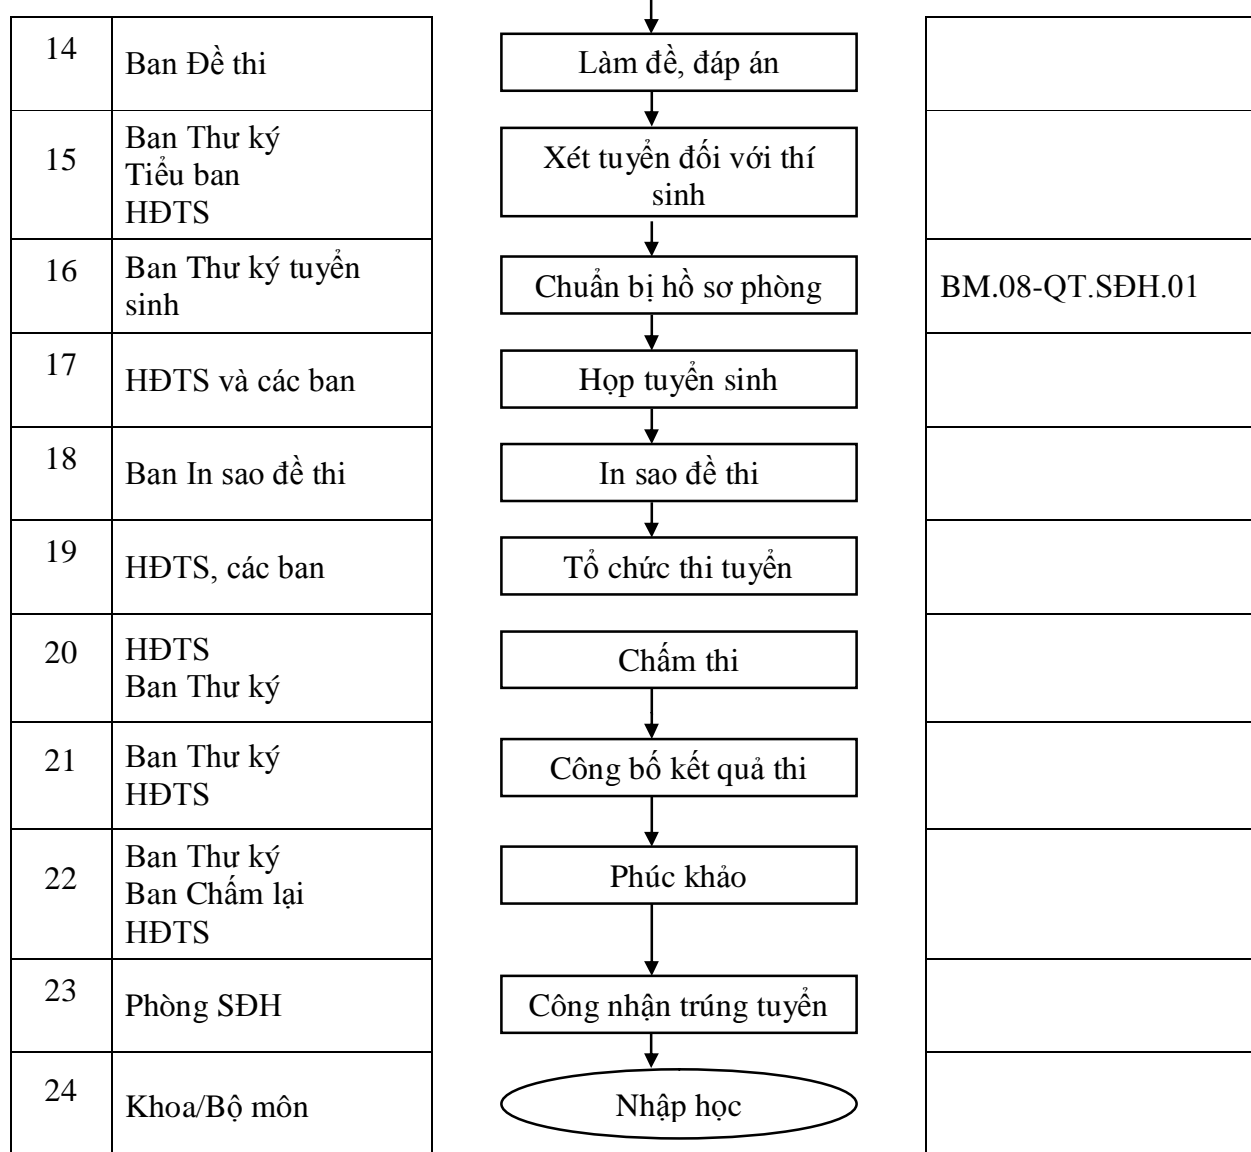 14
Ban Đề thi
Làm đề, đáp án
15
Ban Thư ký
Tiểu ban
HĐTS
Xét tuyển đối với thí
sinh
16
Ban Thư ký tuyển
sinh
Chuẩn bị hồ sơ phòng
BM.08-QT.SĐH.01
17
HĐTS và các ban
Họp tuyển sinh
18
Ban In sao đề thi
In sao đề thi
19
HĐTS, các ban
Tổ chức thi tuyển
20
HĐTS
Ban Thư ký
Chấm thi
21
Ban Thư ký
HĐTS
Công bố kết quả thi
22
Ban Thư ký
Ban Chấm lại
HĐTS
Phúc khảo
23
Phòng SĐH
Công nhận trúng tuyển
24
Khoa/Bộ môn
Nhập học